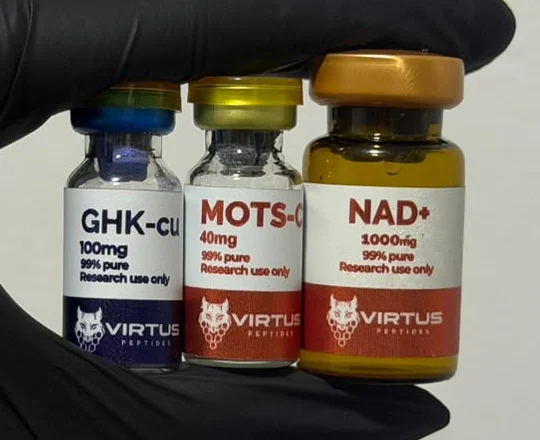 GHK-cu
100mg
99% pure
Research use only
VIRTUS
PEPTIDES
MOTS-C
40mg
99% pure
Research use only
VIRTUS
PEPTIDES
NAD+
1000mg
99% pure
Research use only
VIRTUS
PEPTIDES